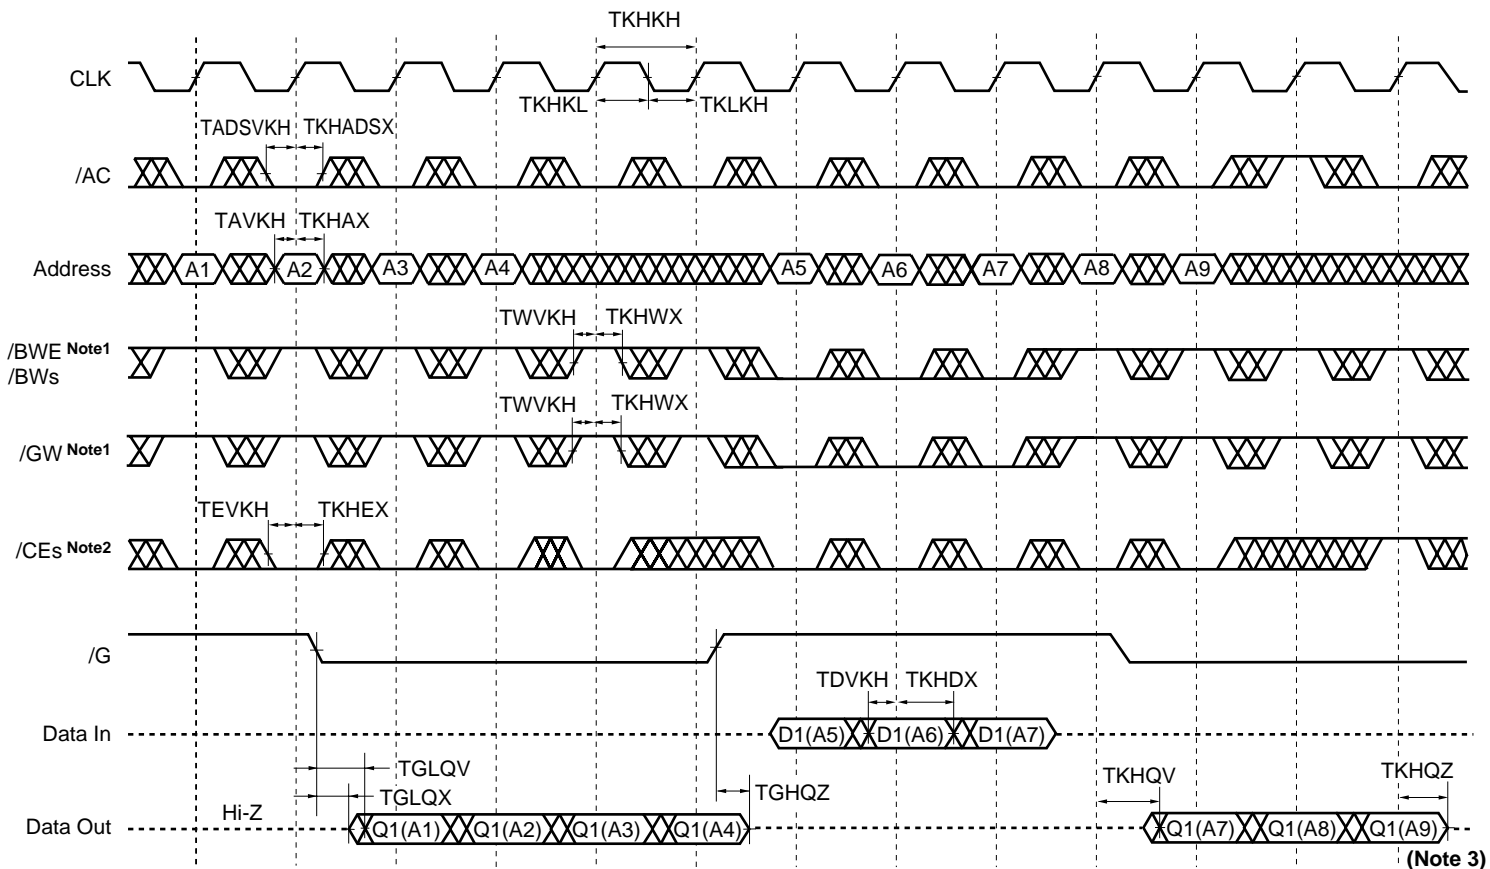 TKHKH
CLK
TKHKL TKLKH
TADSVKH TKHADSX
/AC
TAVKH TKHAX
Address A1 A2 A3 A4 A5 A6 A7 A8 A9
TWVKH TKHWX
/BWE Note1
/BWs
TWVKH TKHWX
/GW Note1
TEVKH TKHEX
/CEs Note2
/G
TDVKH TKHDX
Data In D1(A5) D1(A6) D1(A7)
TGLQV TKHQV TKHQZ
TGLQX TGHQZ
Hi-Z
Data Out Q1(A1) Q1(A2) Q1(A3) Q1(A4) Q1(A7) Q1(A8) Q1(A9)
(Note 3)